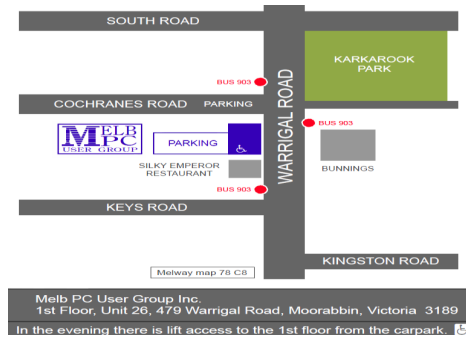 SOUTH ROAD
KARKAROOK
PARK
BUS 903
WARRIGAL ROAD
COCHRANES ROAD PARKING
BUS 903
MELB
PC
USER GROUP
PARKING
SILKY EMPEROR
RESTAURANT
BUNNINGS
BUS 903
KEYS ROAD
KINGSTON ROAD
Melway map 78 C8
Melb PC User Group Inc.
1st Floor, Unit 26, 479 Warrigal Road, Moorabbin, Victoria 3189
In the evening there is lift access to the 1st floor from the carpark.